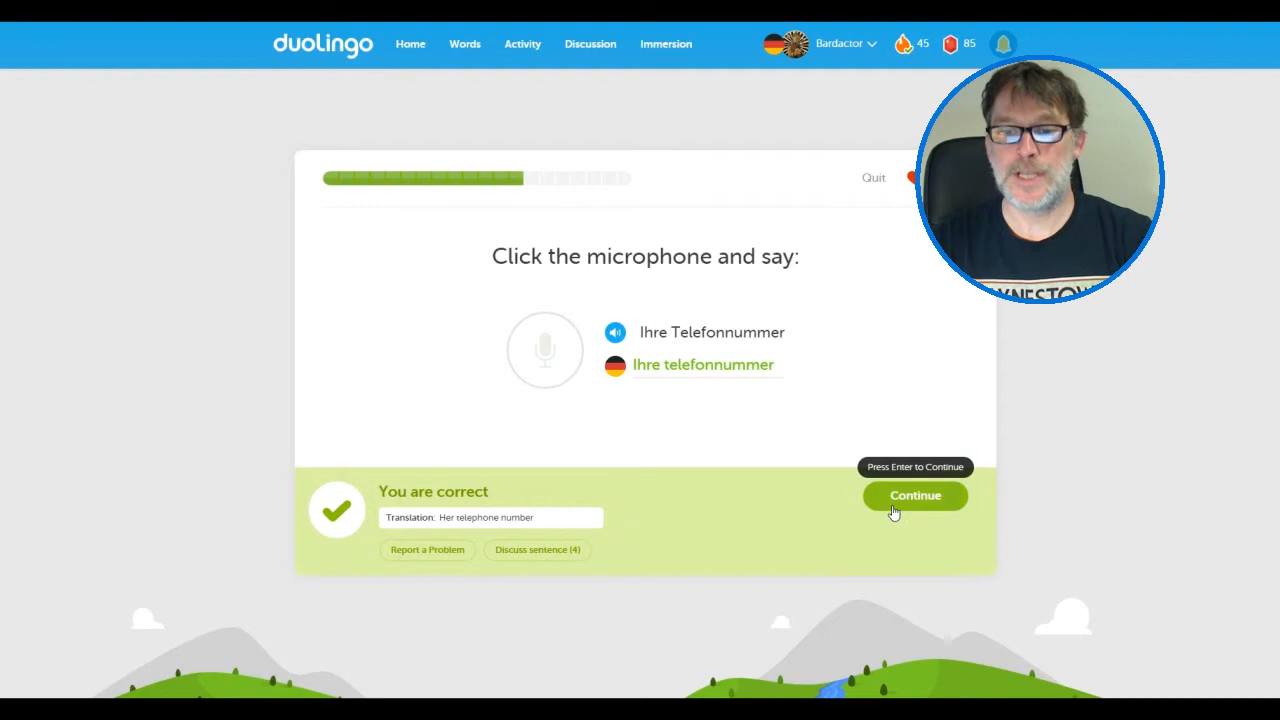 duolingo
Home Words Activity Discussion Immersion
Bardactor 45 85
Quit
Click the microphone and say:
Ihre Telefonnummer
Ihre telefonnummer
Press Enter to Continue
You are correct
Continue
Translation: Her telephone number
Report a Problem Discuss sentence (4)